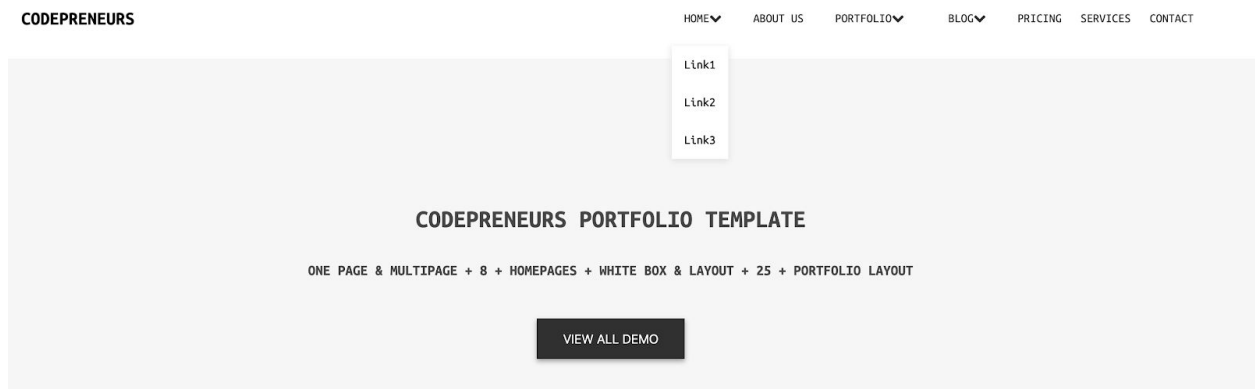 CODEPRENEURS
HOME ABOUT US PORTFOLIO BLOG PRICING SERVICES CONTACT
Link1
Link2
Link3
CODEPRENEURS PORTFOLIO TEMPLATE
ONE PAGE & MULTIPAGE + 8 + HOMEPAGES + WHITE BOX & LAYOUT + 25 + PORTFOLIO LAYOUT
VIEW ALL DEMO